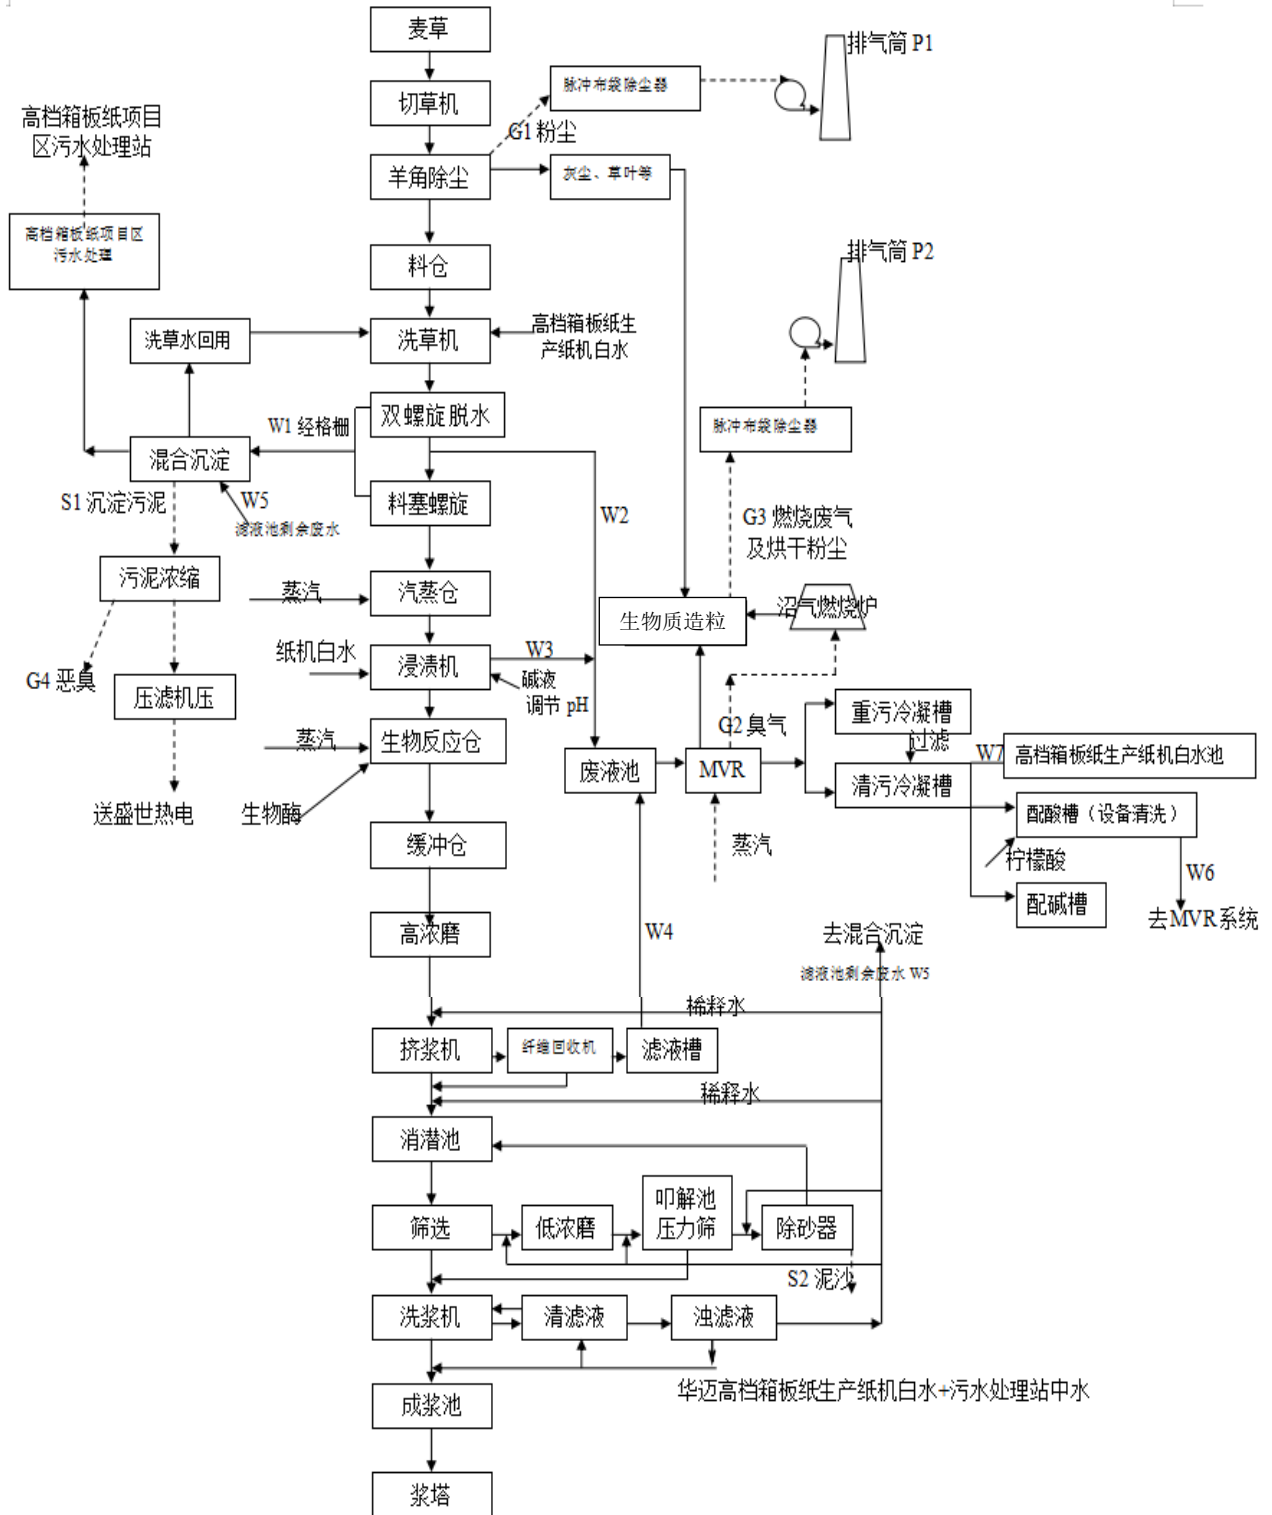 麦草
排气筒 P1
脉冲布袋除尘器
切草机
高档箱板纸项目
区污水处理站
G1 粉尘
羊角除尘
灰尘、草叶等
高档箱板纸项目区
污水处理
料仓
排气筒 P2
洗草水回用
洗草机
高档箱板纸生
产纸机白水
双螺旋脱水
W1 经格栅
脉冲布袋除尘器
混合沉淀
S1 沉淀污泥
W5
滤液池剩余废水
料塞螺旋
W2
G3 燃烧废气
及烘干粉尘
污泥浓缩
蒸汽
汽蒸仓
生物质造粒
沼气燃烧炉
纸机白水
浸渍机
W3
碱液
调节 pH
G4 恶臭
压滤机压
重污冷凝槽
过滤
G2 臭气
蒸汽
生物反应仓
废液池
MVR
W7
高档箱板纸生产纸机白水池
清污冷凝槽
送盛世热电
生物酶
配酸槽（设备清洗）
缓冲仓
蒸汽
柠檬酸
W6
配碱槽
去MVR系统
高浓磨
W4
去混合沉淀
滤液池剩余废水 W5
稀释水
挤浆机
纤维回收机
滤液槽
稀释水
消潜池
叩解池
压力筛
筛选
低浓磨
除砂器
S2 泥沙
洗浆机
清滤液
浊滤液
华迈高档箱板纸生产纸机白水+污水处理站中水
成浆池
浆塔